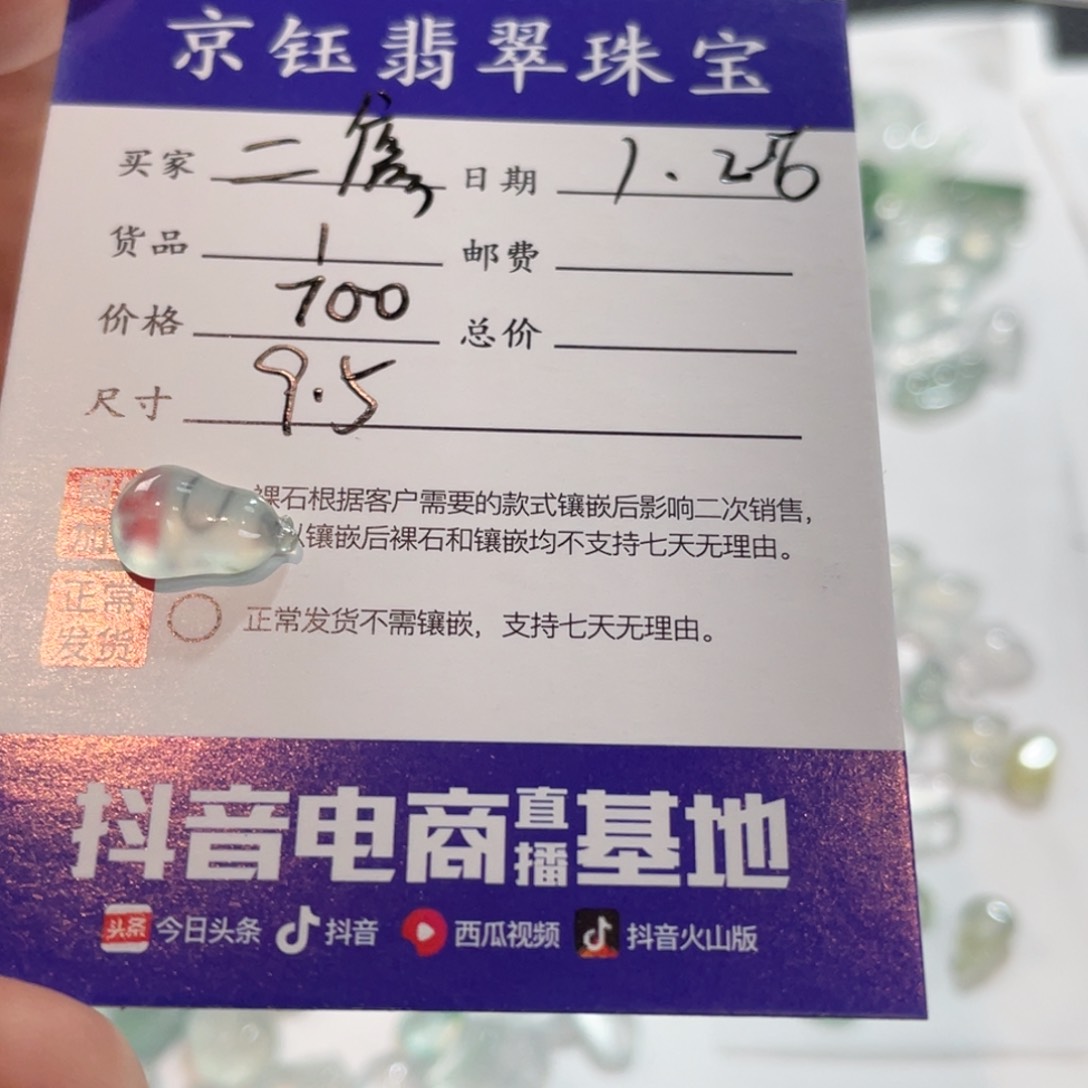 京钰翡翠珠宝
买家 二 日期 1.26
货品 1 邮费
价格 700 总价
尺寸 9.5
裸石根据客户需要的款式镶嵌后影响二次销售，
以镶嵌后裸石和镶嵌均不支持七天无理由。
正常
发货 正常发货不需镶嵌，支持七天无理由。
抖音电商直播基地
头条 今日头条 抖音 西瓜视频 抖音火山版